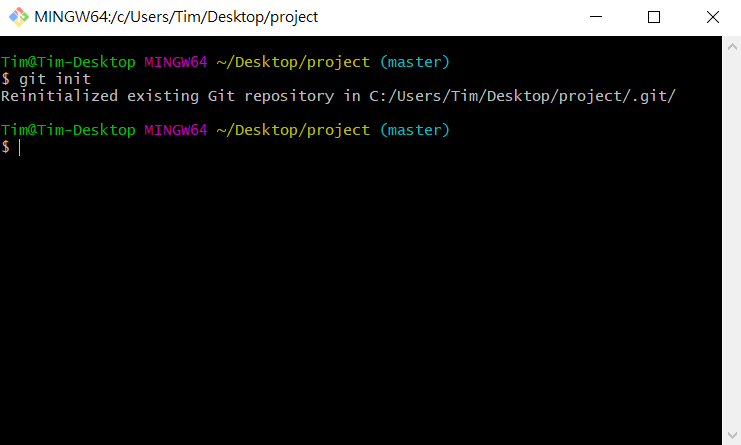 MINGW64:/c/Users/Tim/Desktop/project
Tim@Tim-Desktop MINGW64 ~/Desktop/project (master)
$ git init
Reinitialized existing Git repository in C:/Users/Tim/Desktop/project/.git/
Tim@Tim-Desktop MINGW64 ~/Desktop/project (master)
$